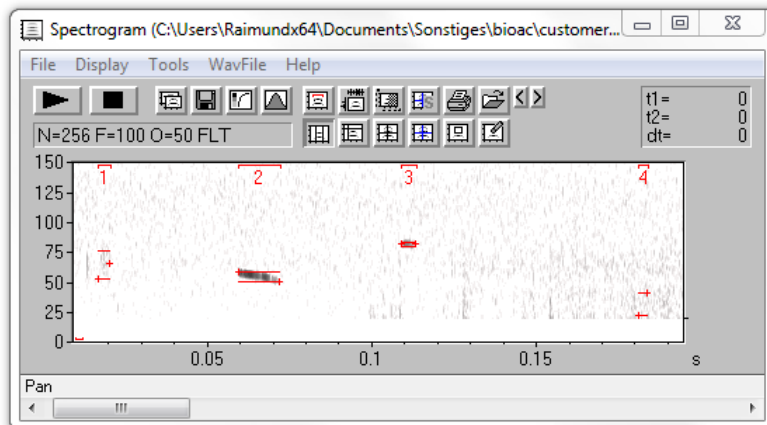 Spectrogram (C:\Users\Raimundx64\Documents\Sonstiges\bioac\customer...
File Display Tools WavFile Help
t1= 0
t2= 0
dt= 0
N=256 F=100 O=50 FLT
150
125
100
75
50
25
0
1 2 3 4
0.05 0.1 0.15 s
Pan